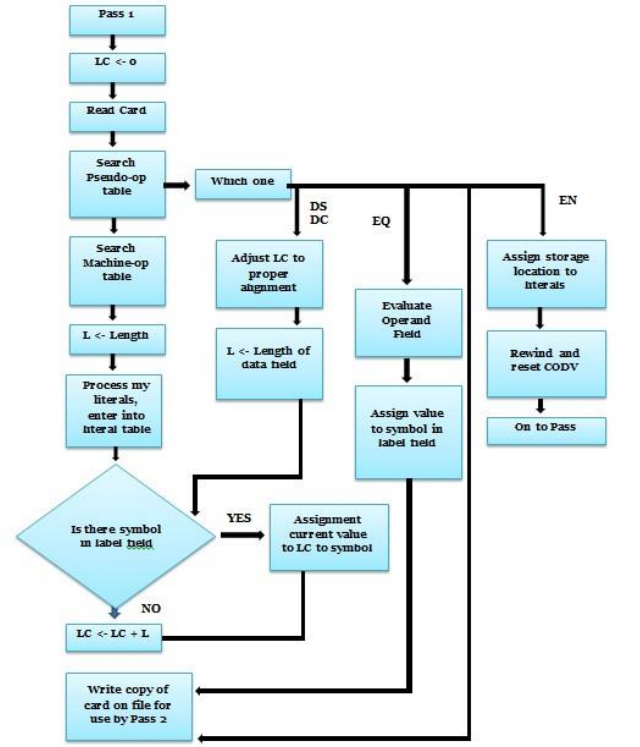 Pass 1
LC <- 0
Read Card
Search
Pseudo-op
table
Which one
DS
DC
EQ
EN
Search
Machine-op
table
Adjust LC to
proper
alignment
Assign storage
location to
literals
Evaluate
Operand
Field
L <- Length
L <- Length of
data field
Rewind and
reset CODV
Process my
literals,
enter into
literal table
Assign value
to symbol in
label field
On to Pass
Is there symbol
in label field
YES
Assignment
current value
to LC to symbol
NO
LC <- LC + L
Write copy of
card on file for
use by Pass 2